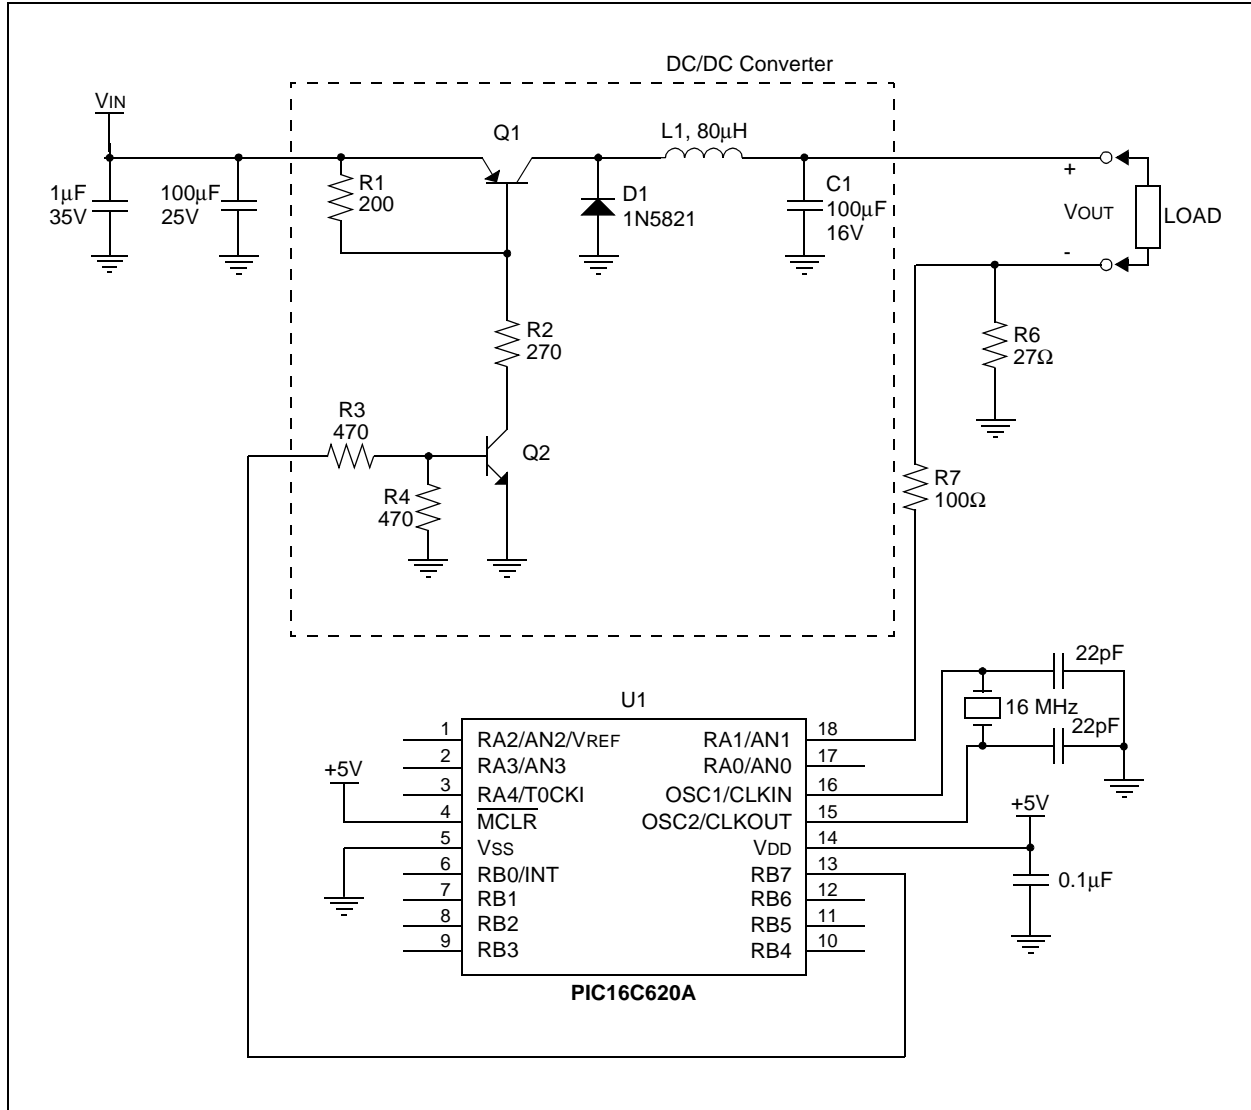 DC/DC Converter
VIN
Q1
L1, 80µH
1µF
35V
100µF
25V
R1
200
D1
1N5821
C1
100µF
16V
+
VOUT
-
LOAD
R2
270
R6
27Ω
R3
470
Q2
R4
470
R7
100Ω
22pF
16 MHz
22pF
U1
1 RA2/AN2/VREF RA1/AN1 18
2 RA3/AN3 RA0/AN0 17
+5V
3 RA4/T0CKI OSC1/CLKIN 16
4 MCLR OSC2/CLKOUT 15
+5V
5 VSS VDD 14
6 RB0/INT RB7 13
0.1µF
7 RB1 RB6 12
8 RB2 RB5 11
9 RB3 RB4 10
PIC16C620A